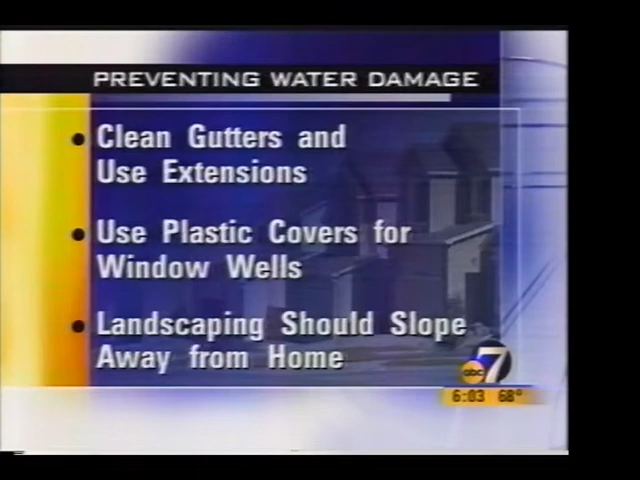 PREVENTING WATER DAMAGE
• Clean Gutters and
Use Extensions
• Use Plastic Covers for
Window Wells
• Landscaping Should Slope
Away from Home
abc 7
6:03 68°